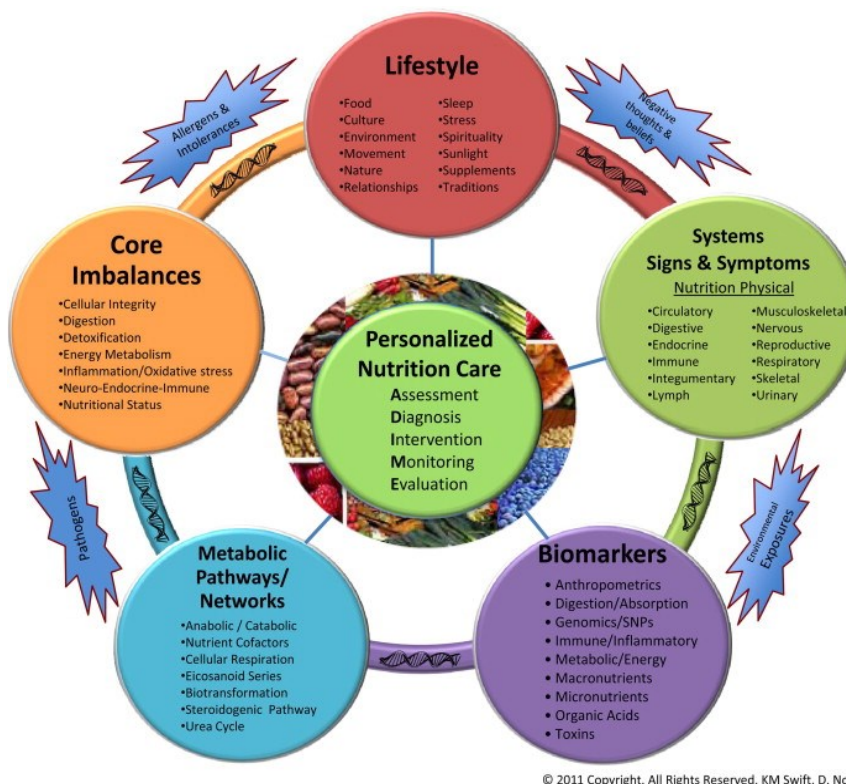 Lifestyle
•Food
•Culture
•Environment
•Movement
•Nature
•Relationships
•Sleep
•Stress
•Spirituality
•Sunlight
•Supplements
•Traditions
Allergens &
Intolerances
Negative
thoughts &
beliefs
Core
Imbalances
•Cellular Integrity
•Digestion
•Detoxification
•Energy Metabolism
•Inflammation/Oxidative stress
•Neuro-Endocrine-Immune
•Nutritional Status
Personalized
Nutrition Care
Assessment
Diagnosis
Intervention
Monitoring
Evaluation
Systems
Signs & Symptoms
Nutrition Physical
•Circulatory
•Digestive
•Endocrine
•Immune
•Integumentary
•Lymph
•Musculoskeletal
•Nervous
•Reproductive
•Respiratory
•Skeletal
•Urinary
Pathogens
Environmental
Exposures
Metabolic
Pathways/
Networks
•Anabolic / Catabolic
•Nutrient Cofactors
•Cellular Respiration
•Eicosanoid Series
•Biotransformation
•Steroidogenic Pathway
•Urea Cycle
Biomarkers
• Anthropometrics
• Digestion/Absorption
• Genomics/SNPs
• Immune/Inflammatory
• Metabolic/Energy
• Macronutrients
• Micronutrients
• Organic Acids
• Toxins
© 2011 Copyright. All Rights Reserved. KM Swift, D. No